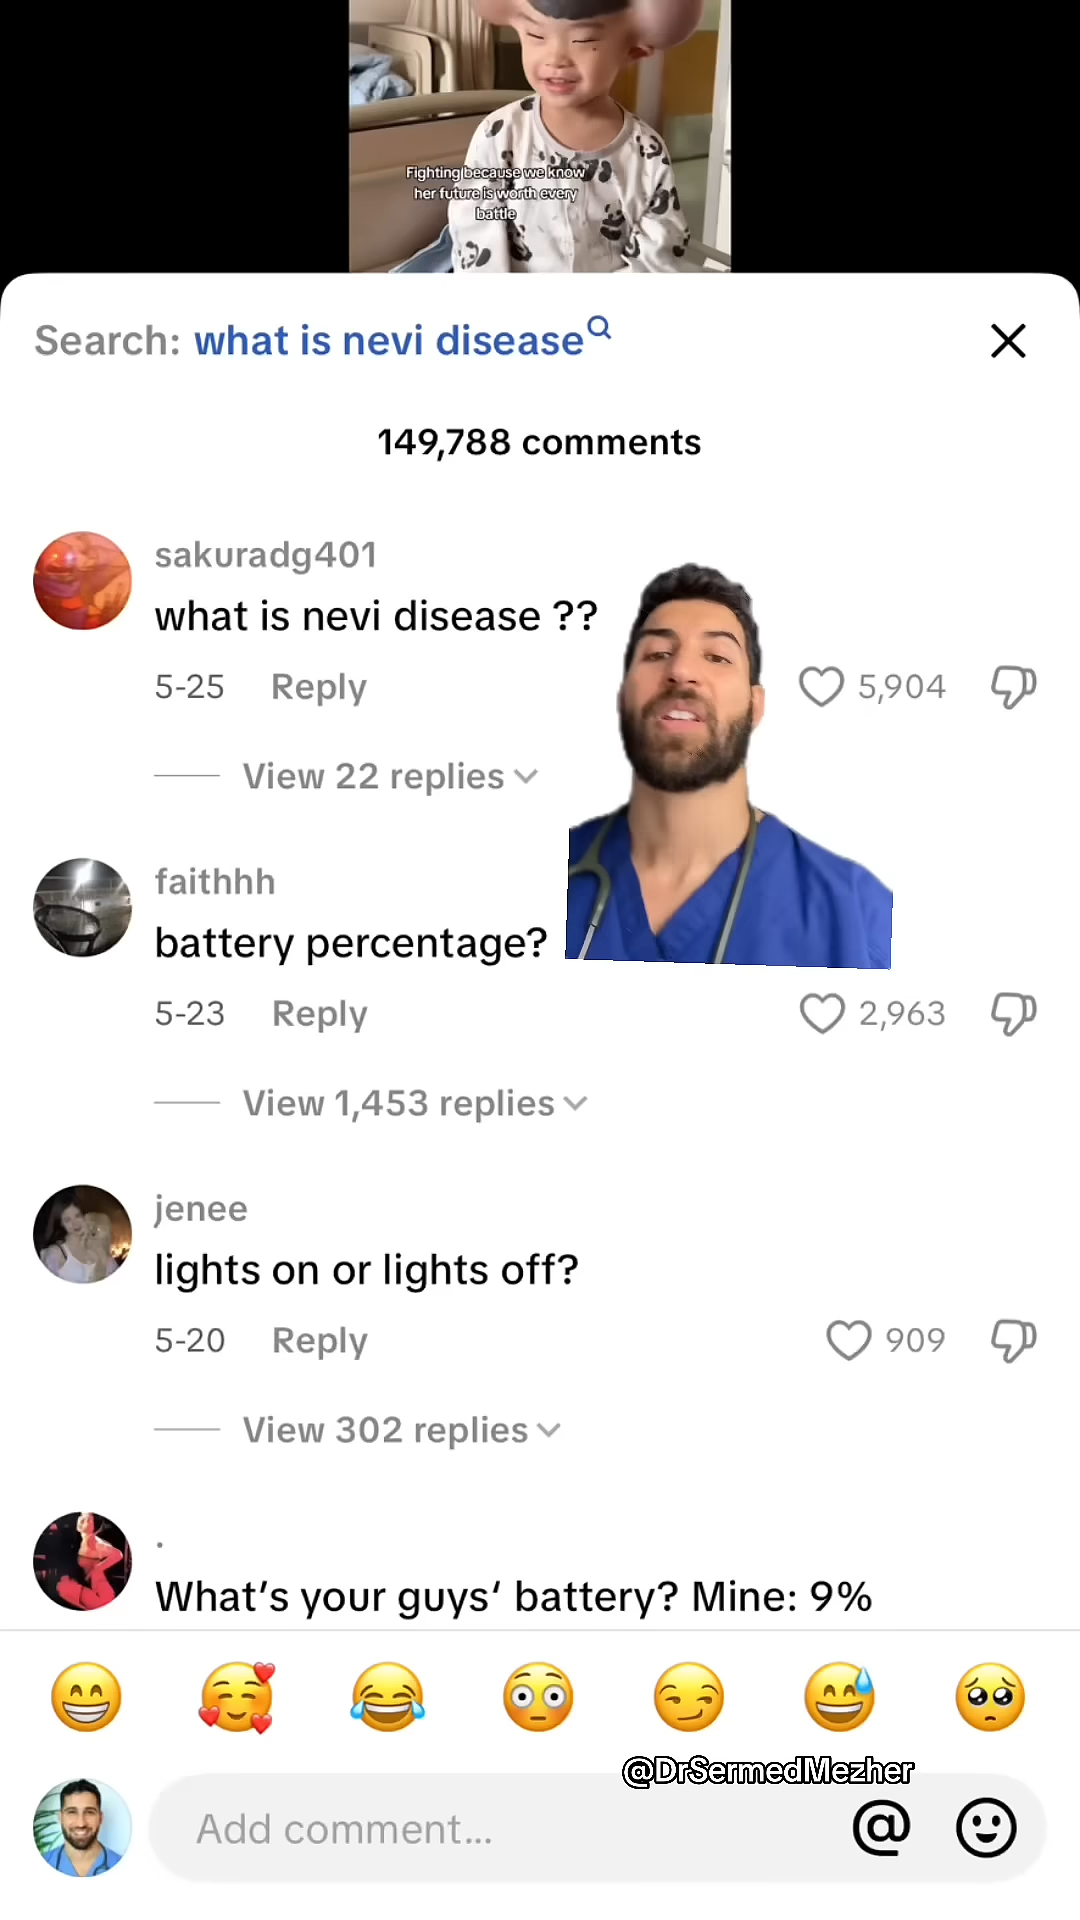 Fighting because we know
her future is worth every
battle
Search: what is nevi disease
149,788 comments
sakuradg401
what is nevi disease ??
5-25 Reply 5,904
View 22 replies
faithhh
battery percentage?
5-23 Reply 2,963
View 1,453 replies
jenee
lights on or lights off?
5-20 Reply 909
View 302 replies
.
What's your guys‘ battery? Mine: 9%
@DrSermedMezher
Add comment... @